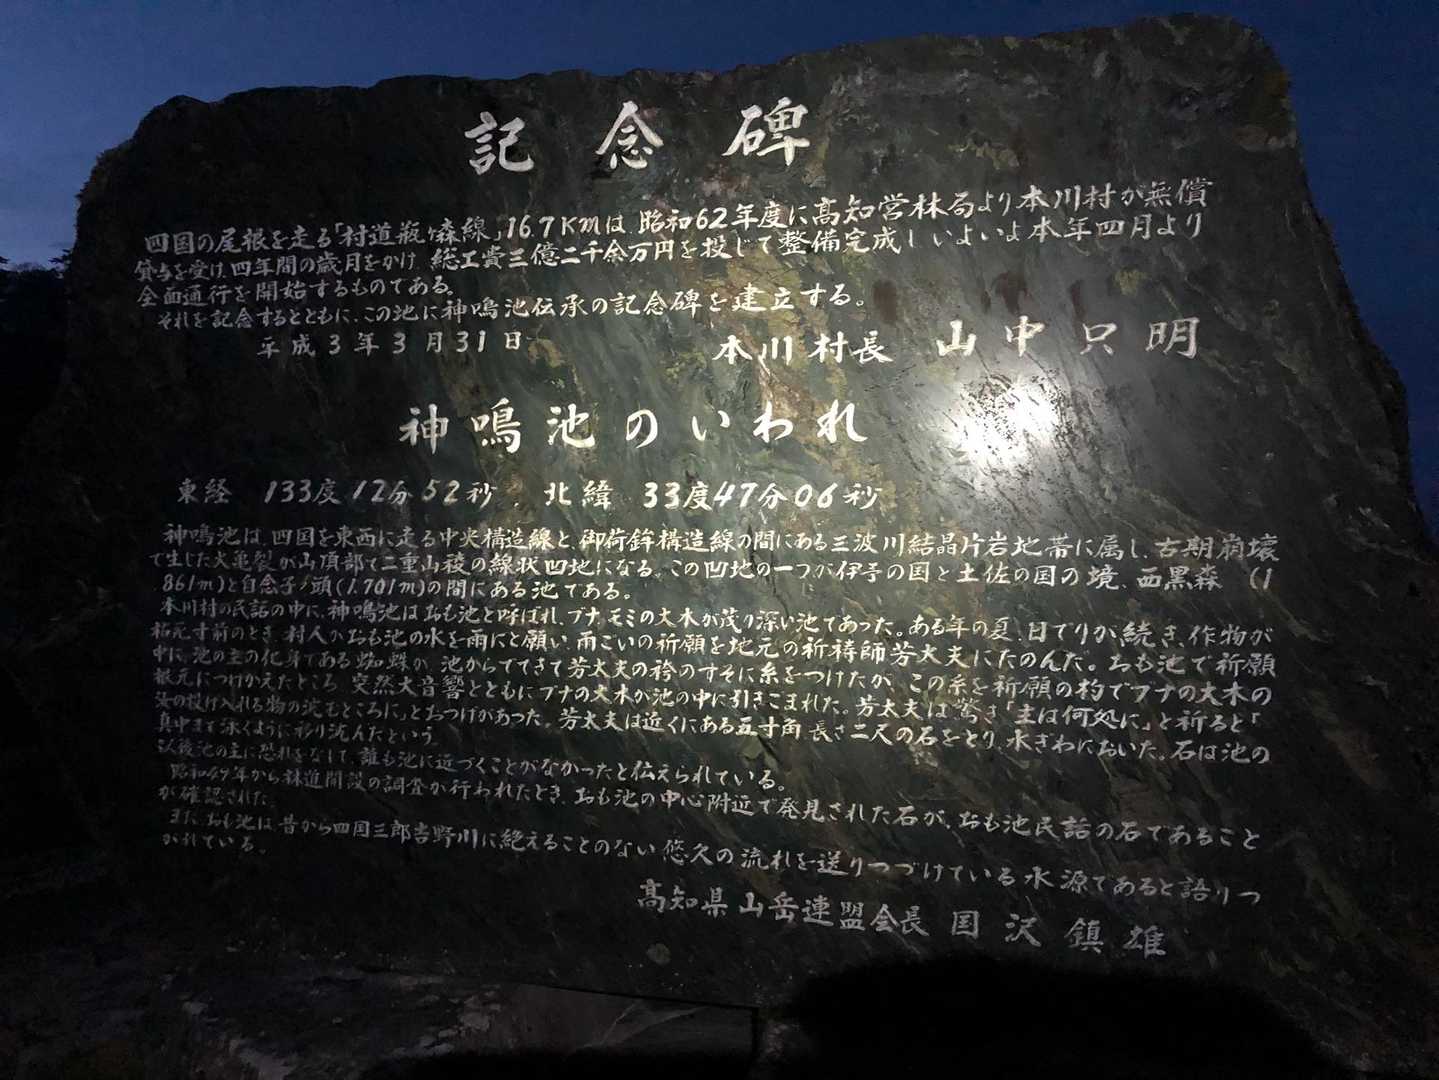 記念碑
四国の尾根を走る「村道瓶ヶ森線」16.7Kmは、昭和62年度に高知営林局より本川村が無償
貸与を受け、四年間の歳月をかけ、総工費三億二千余万円を投じて整備完成し、いよいよ本年四月より
全面通行を開始するものである。
それを記念するとともに、この地に神鳴池伝承の記念碑を建立する。
平成3年3月31日
本川村長 山中只明
神鳴池のいわれ
東経 133度12分52秒 北緯 33度47分06秒
神鳴池は、四国を東西に走る中央構造線と、御荷鉾構造線の間にある三波川結晶片岩地帯に属し、古期崩壊
で生じた大亀裂が山頂部で二重山稜の線状凹地になる。この凹地の一つが伊予の国と土佐の国の境、西黒森 (1
861m)と自念子ノ頭(1.701m)の間にある池である。
本川村の民話の中に、神鳴池はおも池と呼ばれ、ブナ、モミの大木が茂り深い池であった。ある年の夏、日でりが続き、作物が
枯元寸前のとき、村人がおも池の水を雨にと願い、雨ごいの祈願を地元の祈祷師芳太夫にたのんだ。おも池で祈願
中に、池の主の化身である蜘蛛が、池からでてきて芳太夫の袴のすそに糸をつけたが、この糸を祈願の杓でブナの大木の
根元につけかえたところ、突然大音響とともにブナの大木が池の中に引きこまれた。芳太夫は驚き「主は何処に」と祈ると「
汝の投げ入れる物の沈むところに」とおつげがあった。芳太夫は近くにある五寸角、長さ二尺の石をとり、水ぎわにおいた。石は池の
真中まで泳ぐように移り沈んだという。
以後池の主に恐れをなして、誰も池に近づくことがなかったと伝えられている。
昭和49年から林道開設の調査が行われたとき、おも池の中心附近で発見された石が、おも池民話の石であること
が確認された。
また、おも池は、昔から四国三郎吉野川に絶えることのない悠久の流れを送りつづけている水源であると語りつ
がれている。
高知県山岳連盟会長 国沢鎮雄